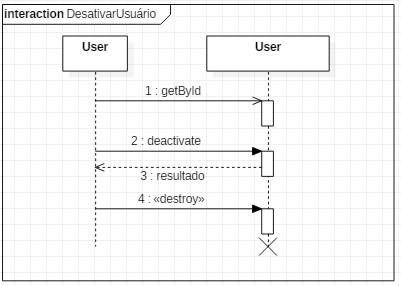 interaction DesativarUsuário
User
User
1 : getById
2 : deactivate
3 : resultado
4 : «destroy»